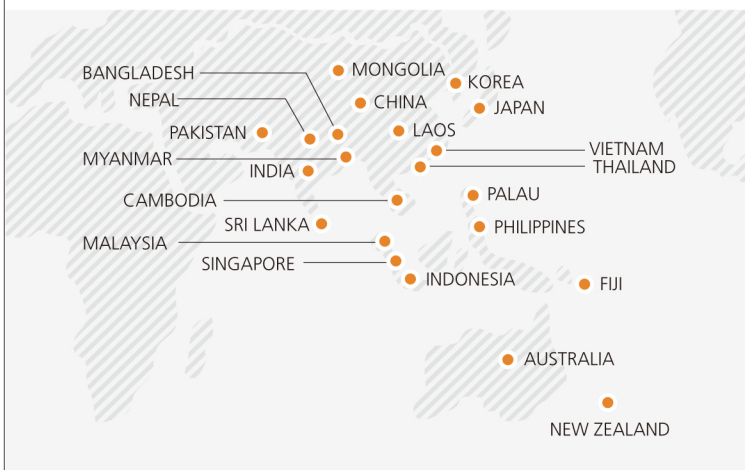 MONGOLIA
BANGLADESH
KOREA
NEPAL
CHINA
JAPAN
PAKISTAN
LAOS
VIETNAM
MYANMAR
THAILAND
INDIA
CAMBODIA
PALAU
SRI LANKA
PHILIPPINES
MALAYSIA
SINGAPORE
INDONESIA
FIJI
AUSTRALIA
NEW ZEALAND